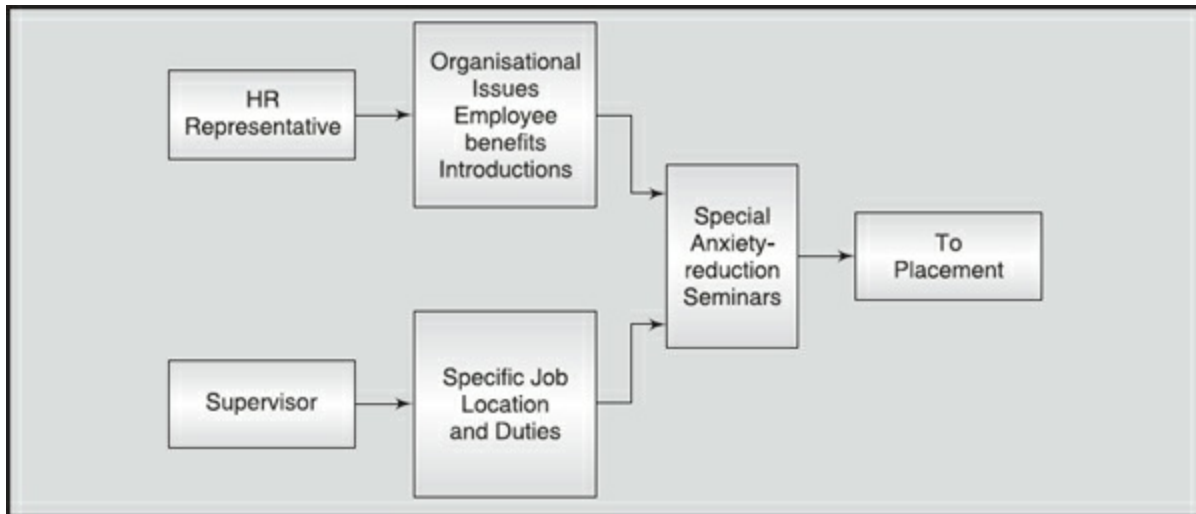 HR
Representative
Organisational
Issues
Employee
benefits
Introductions
Supervisor
Specific Job
Location
and Duties
Special
Anxiety-
reduction
Seminars
To
Placement